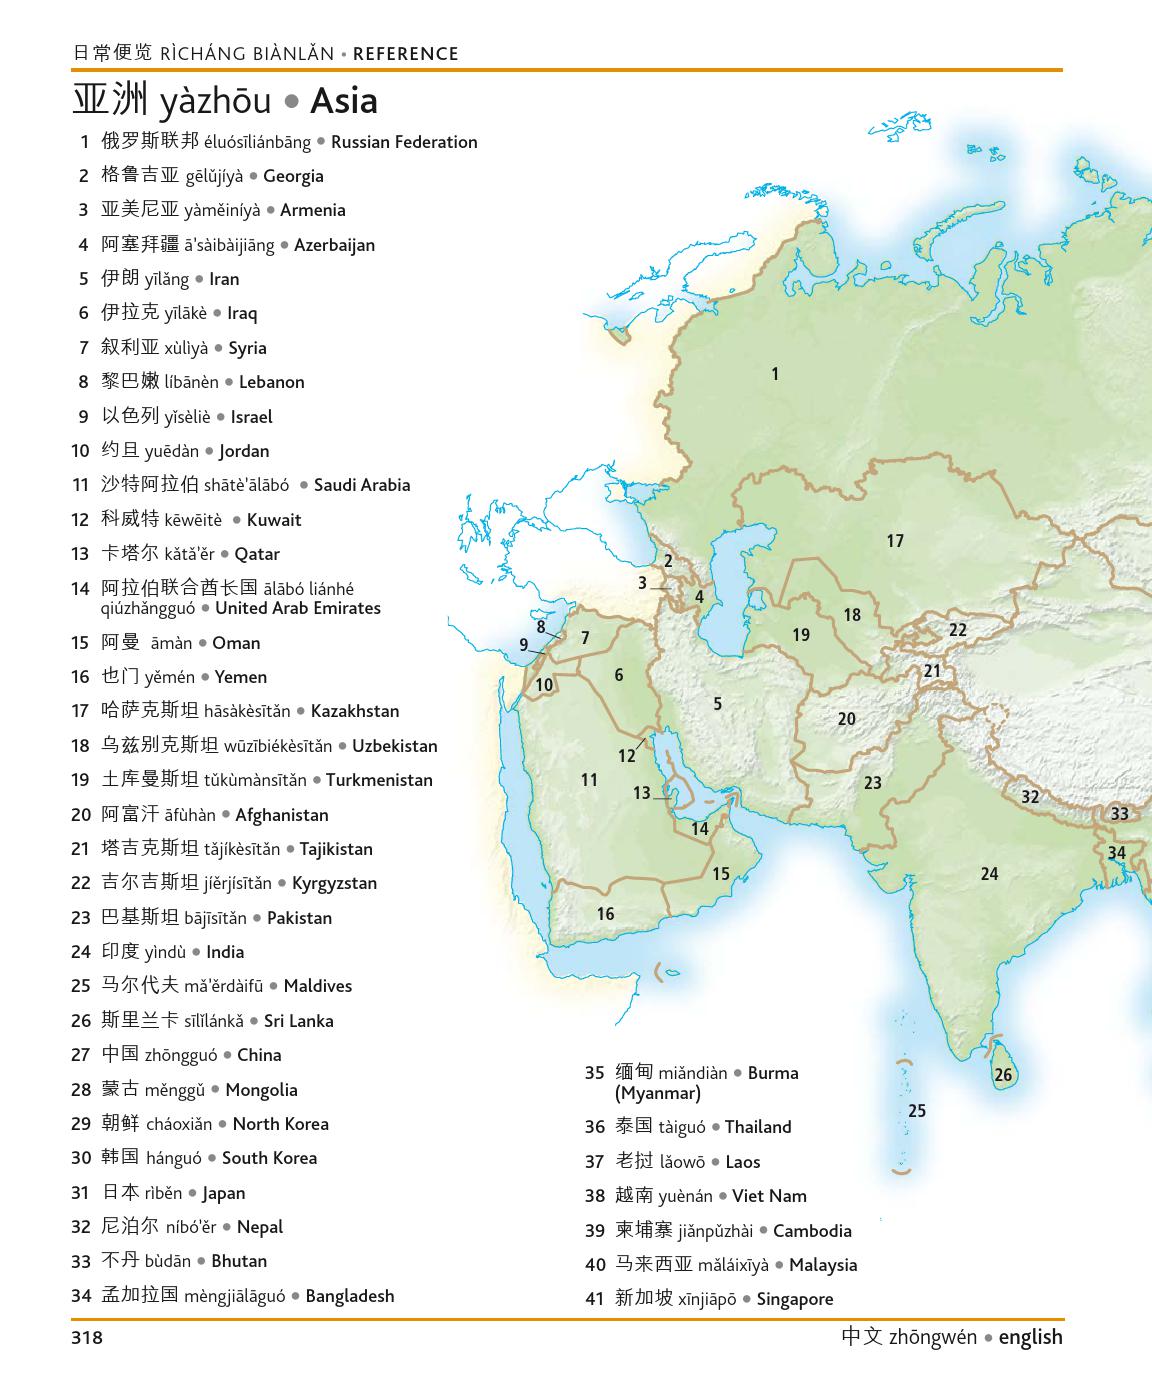 日常便览 RÌCHÁNG BIÀNLǍN • REFERENCE
亚洲 yàzhōu • Asia
1 俄罗斯联邦 éluósīliánbāng • Russian Federation
2 格鲁吉亚 gēlǔjíyà • Georgia
3 亚美尼亚 yàměiníyà • Armenia
4 阿塞拜疆 ā'sàibàijiāng • Azerbaijan
5 伊朗 yīlǎng • Iran
6 伊拉克 yīlākè • Iraq
7 叙利亚 xùlìyà • Syria
8 黎巴嫩 líbānèn • Lebanon
9 以色列 yǐsèliè • Israel
10 约旦 yuēdàn • Jordan
11 沙特阿拉伯 shātè'ālābó • Saudi Arabia
12 科威特 kēwēitè • Kuwait
13 卡塔尔 kǎtǎ'ěr • Qatar
14 阿拉伯联合酋长国 ālābó liánhé
qiúzhǎngguó • United Arab Emirates
15 阿曼 āmàn • Oman
16 也门 yěmén • Yemen
17 哈萨克斯坦 hāsàkèsītǎn • Kazakhstan
18 乌兹别克斯坦 wūzībiékèsītǎn • Uzbekistan
19 土库曼斯坦 tǔkùmànsītǎn • Turkmenistan
20 阿富汗 āfùhàn • Afghanistan
21 塔吉克斯坦 tǎjíkèsītǎn • Tajikistan
22 吉尔吉斯坦 jíěrjísītǎn • Kyrgyzstan
23 巴基斯坦 bājīsītǎn • Pakistan
24 印度 yìndù • India
25 马尔代夫 mǎ'ěrdàifū • Maldives
26 斯里兰卡 sīlǐlánkǎ • Sri Lanka
27 中国 zhōngguó • China
28 蒙古 měnggǔ • Mongolia
29 朝鲜 cháoxiǎn • North Korea
30 韩国 hánguó • South Korea
31 日本 rìběn • Japan
32 尼泊尔 níbó'ěr • Nepal
33 不丹 bùdān • Bhutan
34 孟加拉国 mèngjiālāguó • Bangladesh
35 缅甸 miǎndiàn • Burma
(Myanmar)
36 泰国 tàiguó • Thailand
37 老挝 lǎowō • Laos
38 越南 yuènán • Viet Nam
39 柬埔寨 jiǎnpǔzhài • Cambodia
40 马来西亚 mǎláixīyà • Malaysia
41 新加坡 xīnjiāpō • Singapore
1
17
2
3
4
18
8
22
19
7
9
21
6
10
5
20
12
11
23
13
32
33
14
34
15
24
16
26
25
318
中文 zhōngwén • english